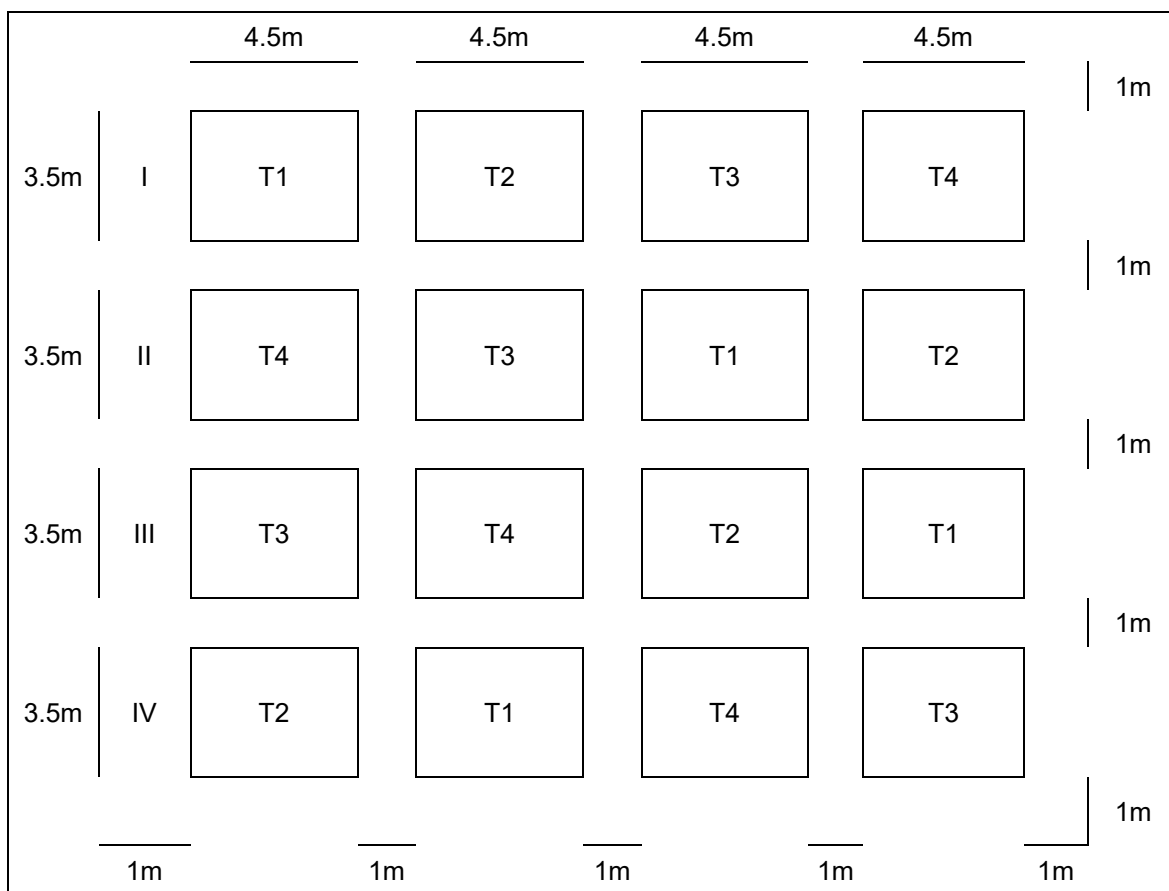 4.5m 4.5m 4.5m 4.5m
1m
3.5m I T1 T2 T3 T4
1m
3.5m II T4 T3 T1 T2
1m
3.5m III T3 T4 T2 T1
1m
3.5m IV T2 T1 T4 T3
1m
1m 1m 1m 1m 1m